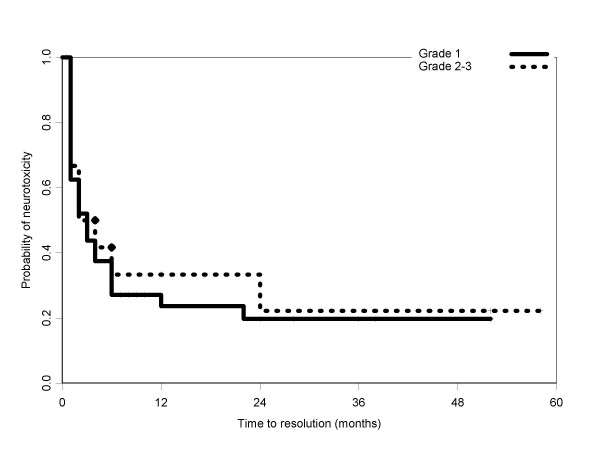 Grade 1
Grade 2-3
1.0
0.8
0.6
0.4
0.2
0.0
Probability of neurotoxicity
0 12 24 36 48 60
Time to resolution (months)